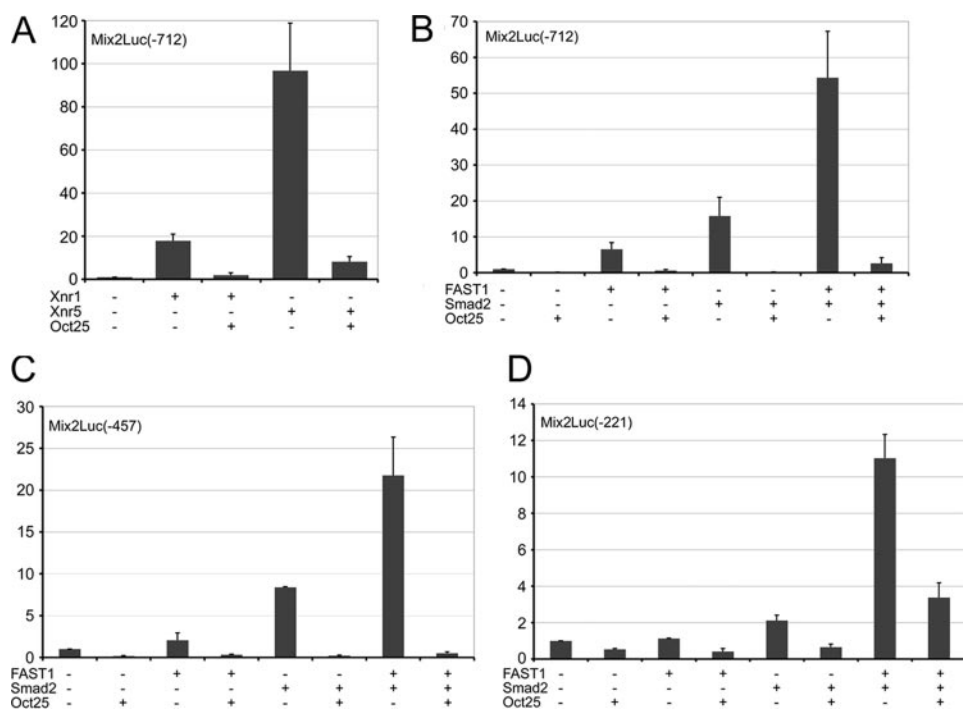 A
Mix2Luc(-712)
120
100
80
60
40
20
0
Xnr1 - + + - -
Xnr5 - - - + +
Oct25 - - + - +
B
Mix2Luc(-712)
70
60
50
40
30
20
10
0
FAST1 - - + + - - + +
Smad2 - - - - + + + +
Oct25 - + - + - + - +
C
Mix2Luc(-457)
30
25
20
15
10
5
0
FAST1 - - + + - - + +
Smad2 - - - - + + + +
Oct25 - + - + - + - +
D
Mix2Luc(-221)
14
12
10
8
6
4
2
0
FAST1 - - + + - - + +
Smad2 - - - - + + + +
Oct25 - + - + - + - +